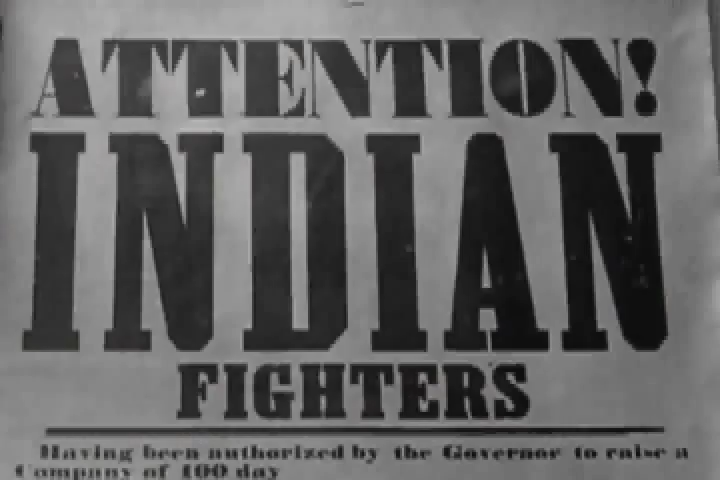 ATTENTION!
INDIAN
FIGHTERS
Having been authorized by the Governor to raise a
Company of 100 day